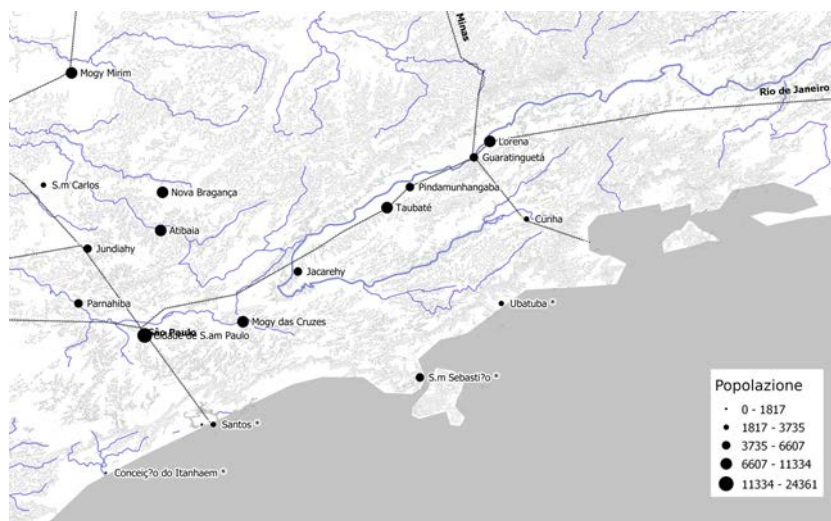 Minas
Mogy Mirim
Rio de Janeiro
Lorena
Guaratinguetá
S.m Carlos
Nova Bragança
Pindamunhangaba
Taubaté
Cunha
Atibaia
Jundiahy
Jacarehy
Parnahiba
Ubatuba *
Mogy das Cruzes
São Paulo
Cidade de S.am Paulo
S.m Sebasti?o *
Santos *
Conceiç?o do Itanhaem *
Popolazione
0 - 1817
1817 - 3735
3735 - 6607
6607 - 11334
11334 - 24361